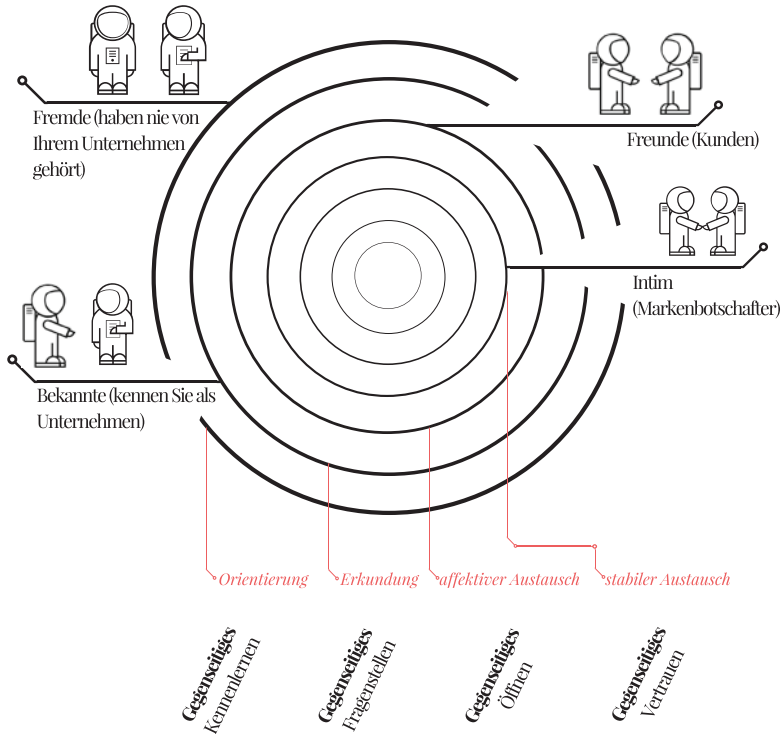 Fremde (haben nie von
Ihrem Unternehmen
gehört)
Freunde (Kunden)
Intim
(Markenbotschafter)
Bekannte (kennen Sie als
Unternehmen)
Orientierung
Erkundung
affektiver Austausch
stabiler Austausch
Gegenseitiges
Kennenlernen
Gegenseitiges
Fragenstellen
Gegenseitiges
Öffnen
Gegenseitiges
Vertrauen